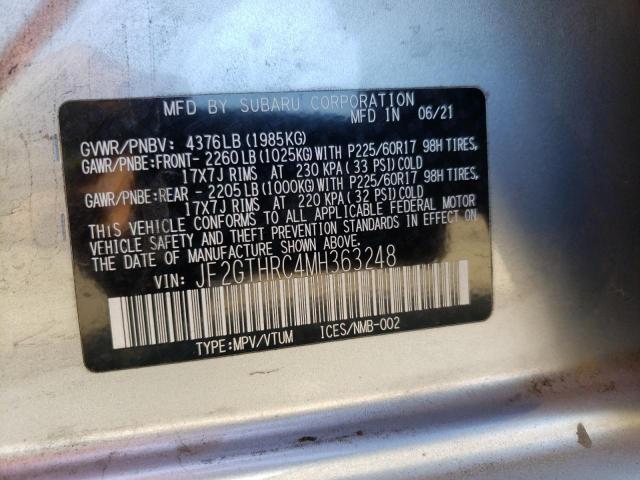 MFD BY SUBARU CORPORATION
MFD IN 06/21
GVWR/PNBV: 4376LB(1985KG)
GAWR/PNBE:FRONT- 2260LB(1025KG)WITH P225/60R17 98H TIRES,
17X7J RIMS AT 230 KPA(33 PSI)COLD
GAWR/PNBE:REAR - 2205LB(1000KG)WITH P225/60R17 98H TIRES,
17X7J RIMS AT 220 KPA(32 PSI)COLD
THIS VEHICLE CONFORMS TO ALL APPLICABLE FEDERAL MOTOR
VEHICLE SAFETY AND THEFT PREVENTION STANDARDS IN EFFECT ON
THE DATE OF MANUFACTURE SHOWN ABOVE.
VIN: JF2GTHRC4MH363248
TYPE:MPV/VTUM ICES/NMB-002